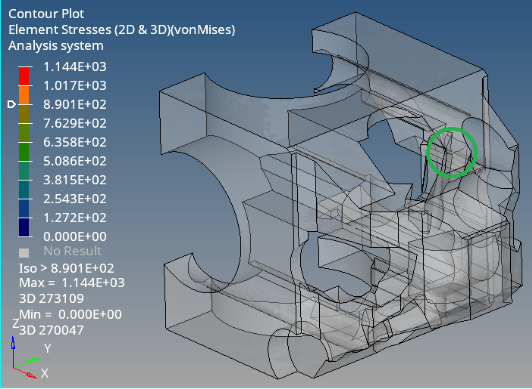 Contour Plot
Element Stresses (2D & 3D)(vonMises)
Analysis system
1.144E+03
1.017E+03
D 8.901E+02
7.629E+02
6.358E+02
5.086E+02
3.815E+02
2.543E+02
1.272E+02
0.000E+00
No Result
Iso > 8.901E+02
Max = 1.144E+03
3D 273109
Min = 0.000E+00
3D 270047
Z
Y
X